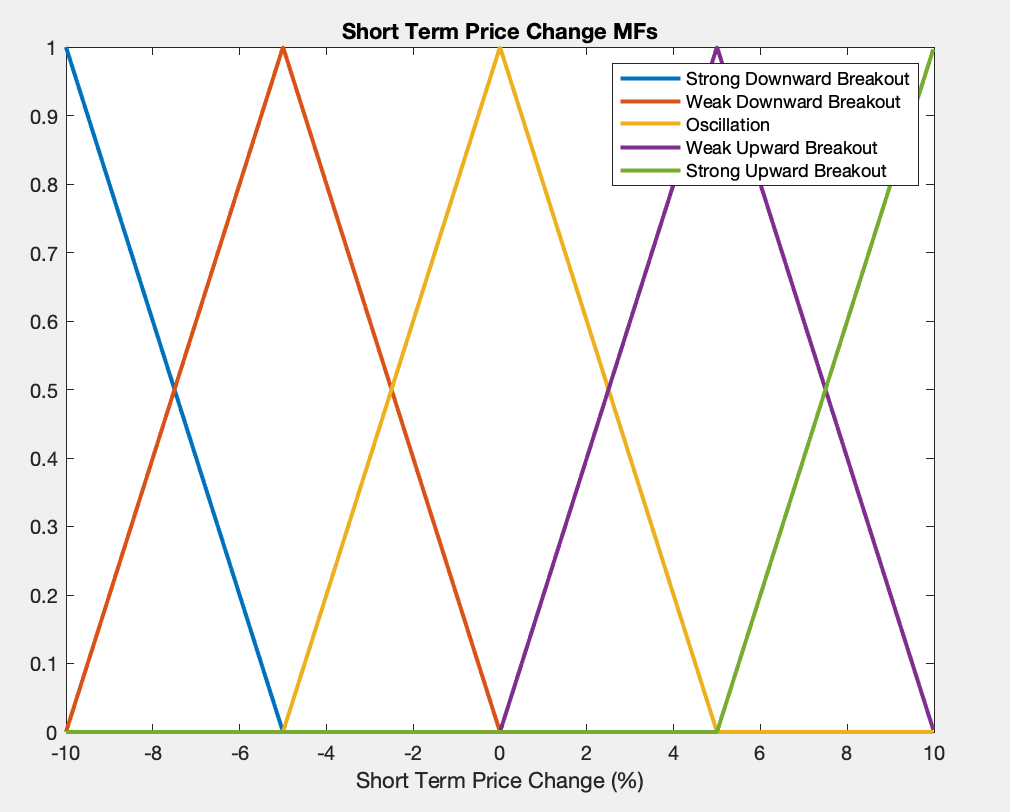 Short Term Price Change MFs
1
0.9
0.8
0.7
0.6
0.5
0.4
0.3
0.2
0.1
0
Strong Downward Breakout
Weak Downward Breakout
Oscillation
Weak Upward Breakout
Strong Upward Breakout
-10 -8 -6 -4 -2 0 2 4 6 8 10
Short Term Price Change (%)